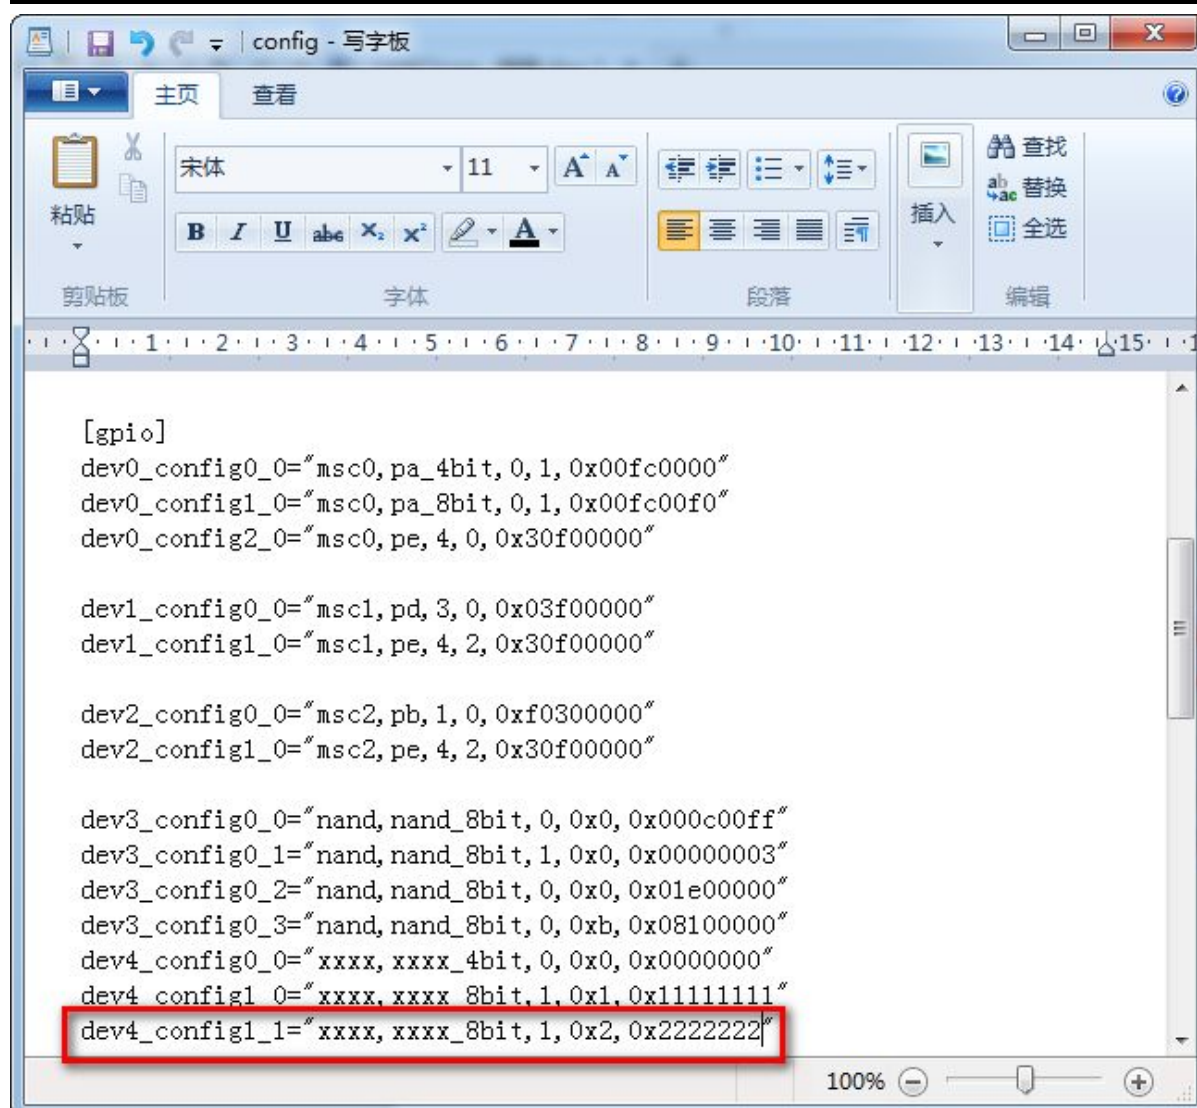 config - 写字板
主页 查看
粘贴
宋体 11 A A
B I U abc X₂ x² A
插入
查找
替换
全选
剪贴板 字体 段落 编辑
1 2 3 4 5 6 7 8 9 10 11 12 13 14 15
[gpio]
dev0_config0_0="msc0,pa_4bit,0,1,0x00fc0000"
dev0_config1_0="msc0,pa_8bit,0,1,0x00fc00f0"
dev0_config2_0="msc0,pe,4,0,0x30f00000"
dev1_config0_0="msc1,pd,3,0,0x03f00000"
dev1_config1_0="msc1,pe,4,2,0x30f00000"
dev2_config0_0="msc2,pb,1,0,0xf0300000"
dev2_config1_0="msc2,pe,4,2,0x30f00000"
dev3_config0_0="nand,nand_8bit,0,0x0,0x000c00ff"
dev3_config0_1="nand,nand_8bit,1,0x0,0x00000003"
dev3_config0_2="nand,nand_8bit,0,0x0,0x01e00000"
dev3_config0_3="nand,nand_8bit,0,0xb,0x08100000"
dev4_config0_0="xxxx,xxxx_4bit,0,0x0,0x0000000"
dev4_config1_0="xxxx,xxxx_8bit,1,0x1,0x11111111"
dev4_config1_1="xxxx,xxxx_8bit,1,0x2,0x2222222"
100%